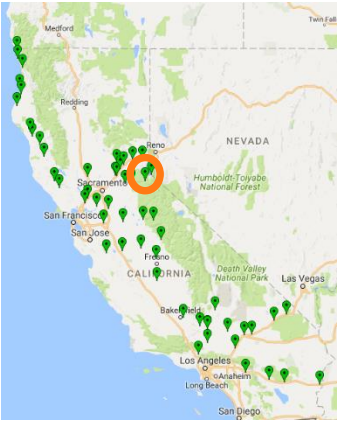 Medford
Twin Fall
Redding
Reno
NEVADA
Humboldt-Toiyabe
National Forest
Sacramento
San Francisco
San Jose
Fresno
Death Valley
National Park
CALIFORNIA
Las Vegas
Bakersfield
Los Angeles
Anaheim
Long Beach
San Diego